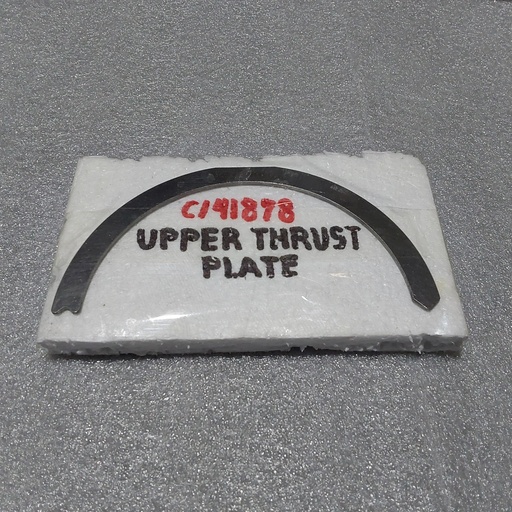 C141878
UPPER THRUST
PLATE